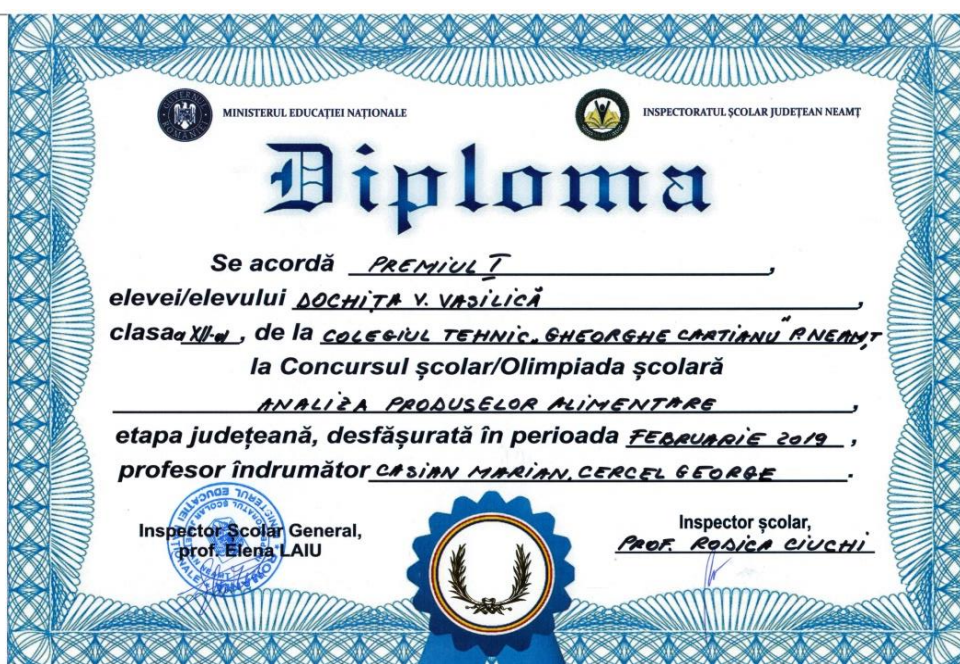 MINISTERUL EDUCAȚIEI NAȚIONALE
INSPECTORATUL ȘCOLAR JUDEȚEAN NEAMȚ
GUVERNUL ROMÂNIEI
Diploma
Se acordă PREMIUL I ,
elevei/elevului DOCHIȚA V. VASILICĂ ,
clasa a XII-a , de la COLEGIUL TEHNIC „GHEORGHE CARTIANU" P. NEAMȚ
la Concursul școlar/Olimpiada școlară
ANALIZA PRODUSELOR ALIMENTARE ,
etapa județeană, desfășurată în perioada FEBRUARIE 2019 ,
profesor îndrumător CASIAN MARIAN, CERCEL GEORGE .
Inspector Școlar General,
prof. Elena LAIU
Inspector școlar,
PROF. RODICA CIUCHI